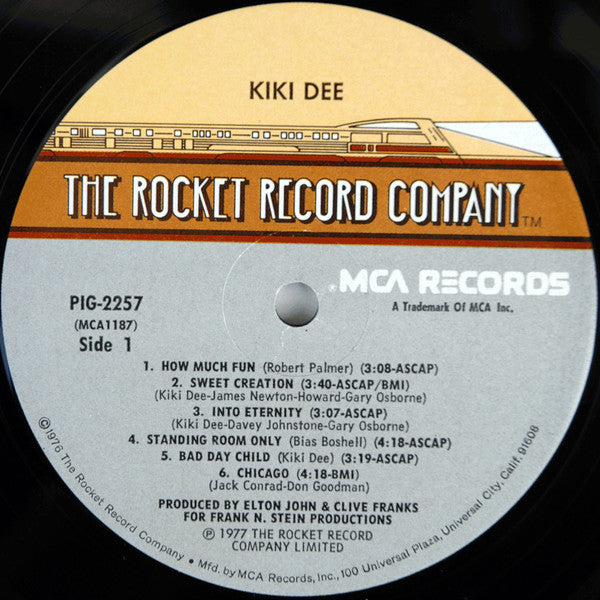 KIKI DEE
THE ROCKET RECORD COMPANY TM
MCA RECORDS
A Trademark Of MCA Inc.
PIG-2257
(MCA1187)
Side 1
1. HOW MUCH FUN (Robert Palmer) (3:08-ASCAP)
2. SWEET CREATION (3:40-ASCAP/BMI)
(Kiki Dee-James Newton-Howard-Gary Osborne)
3. INTO ETERNITY (3:07-ASCAP)
(Kiki Dee-Davey Johnstone-Gary Osborne)
4. STANDING ROOM ONLY (Bias Boshell) (4:18-ASCAP)
5. BAD DAY CHILD (Kiki Dee) (3:19-ASCAP)
6. CHICAGO (4:18-BMI)
(Jack Conrad-Don Goodman)
PRODUCED BY ELTON JOHN & CLIVE FRANKS
FOR FRANK N. STEIN PRODUCTIONS
℗ 1977 THE ROCKET RECORD
COMPANY LIMITED
©1976 The Rocket Record Company • Mfd. by MCA Records, Inc., 100 Universal Plaza, Universal City, Calif. 91608